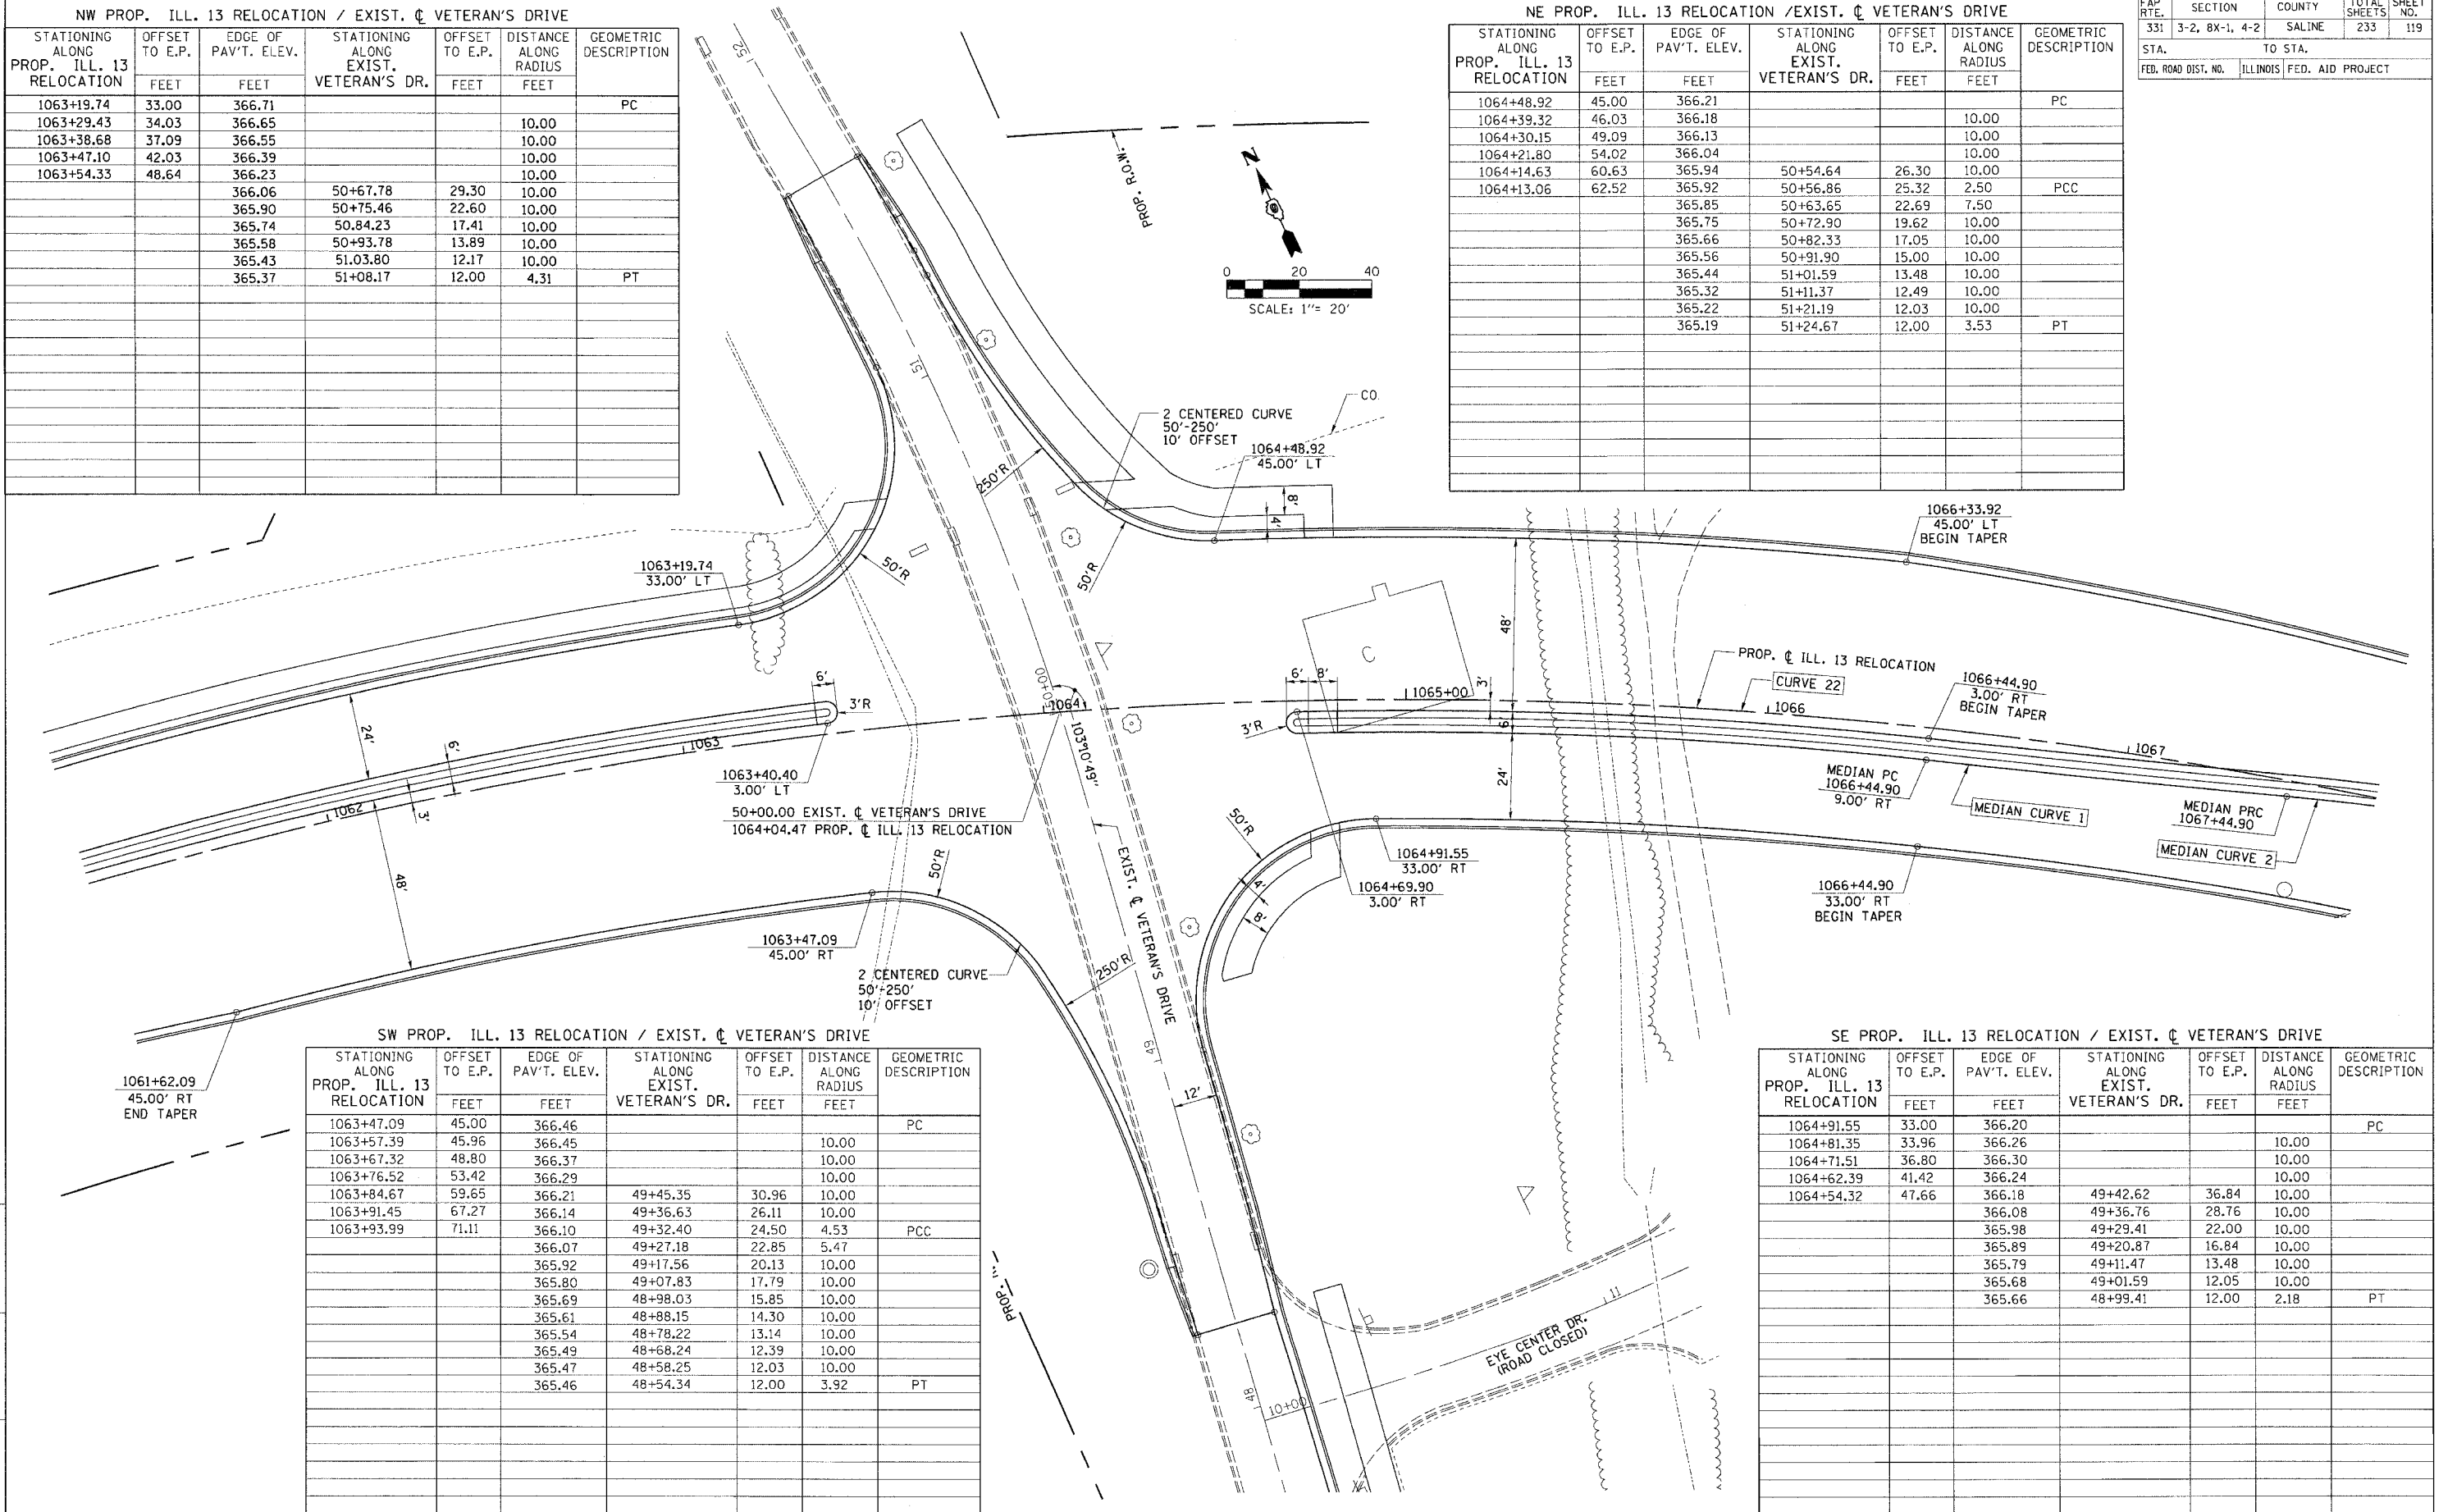 NW PROP. ILL. 13 RELOCATION / EXIST. ℄ VETERAN'S DRIVE
STATIONING ALONG PROP. ILL. 13 RELOCATION | OFFSET TO E.P. FEET | EDGE OF PAV'T. ELEV. FEET | STATIONING ALONG EXIST. VETERAN'S DR. | OFFSET TO E.P. FEET | DISTANCE ALONG RADIUS FEET | GEOMETRIC DESCRIPTION
1063+19.74 33.00 366.71 PC
1063+29.43 34.03 366.65 10.00
1063+38.68 37.09 366.55 10.00
1063+47.10 42.03 366.39 10.00
1063+54.33 48.64 366.23 10.00
366.06 50+67.78 29.30 10.00
365.90 50+75.46 22.60 10.00
365.74 50.84.23 17.41 10.00
365.58 50+93.78 13.89 10.00
365.43 51.03.80 12.17 10.00
365.37 51+08.17 12.00 4.31 PT
NE PROP. ILL. 13 RELOCATION /EXIST. ℄ VETERAN'S DRIVE
STATIONING ALONG PROP. ILL. 13 RELOCATION | OFFSET TO E.P. FEET | EDGE OF PAV'T. ELEV. FEET | STATIONING ALONG EXIST. VETERAN'S DR. | OFFSET TO E.P. FEET | DISTANCE ALONG RADIUS FEET | GEOMETRIC DESCRIPTION
1064+48.92 45.00 366.21 PC
1064+39.32 46.03 366.18 10.00
1064+30.15 49.09 366.13 10.00
1064+21.80 54.02 366.04 10.00
1064+14.63 60.63 365.94 50+54.64 26.30 10.00
1064+13.06 62.52 365.92 50+56.86 25.32 2.50 PCC
365.85 50+63.65 22.69 7.50
365.75 50+72.90 19.62 10.00
365.66 50+82.33 17.05 10.00
365.56 50+91.90 15.00 10.00
365.44 51+01.59 13.48 10.00
365.32 51+11.37 12.49 10.00
365.22 51+21.19 12.03 10.00
365.19 51+24.67 12.00 3.53 PT
FAP RTE. | SECTION | COUNTY | TOTAL SHEETS | SHEET NO.
331 3-2, 8X-1, 4-2 SALINE 233 119
STA. TO STA.
FED. ROAD DIST. NO. ILLINOIS FED. AID PROJECT
52
51
PROP. R.O.W.
N
0 20 40
SCALE: 1"= 20'
CO.
2 CENTERED CURVE
50'-250'
10' OFFSET
1064+48.92
45.00' LT
250'R
8'
4'
50'R
1066+33.92
45.00' LT
BEGIN TAPER
1063+19.74
33.00' LT
50'R
48'
C
PROP. ℄ ILL. 13 RELOCATION
CURVE 22
1066+44.90
3.00' RT
BEGIN TAPER
6'
3'R
24'
6'
3'
1062
1063
50+00
1064
6' 8'
3'R
1065+00
3'
6'
24'
1066
1067
103°10'49"
1063+40.40
3.00' LT
50+00.00 EXIST. ℄ VETERAN'S DRIVE
1064+04.47 PROP. ℄ ILL. 13 RELOCATION
MEDIAN PC
1066+44.90
9.00' RT
MEDIAN CURVE 1
MEDIAN PRC
1067+44.90
MEDIAN CURVE 2
48'
50'R
50'R
4'
8'
1064+91.55
33.00' RT
1064+69.90
3.00' RT
1066+44.90
33.00' RT
BEGIN TAPER
1063+47.09
45.00' RT
2 CENTERED CURVE
50'-250'
10' OFFSET
250'R
EXIST. ℄ VETERAN'S DRIVE
49
12'
48
1061+62.09
45.00' RT
END TAPER
SW PROP. ILL. 13 RELOCATION / EXIST. ℄ VETERAN'S DRIVE
STATIONING ALONG PROP. ILL. 13 RELOCATION | OFFSET TO E.P. FEET | EDGE OF PAV'T. ELEV. FEET | STATIONING ALONG EXIST. VETERAN'S DR. | OFFSET TO E.P. FEET | DISTANCE ALONG RADIUS FEET | GEOMETRIC DESCRIPTION
1063+47.09 45.00 366.46 PC
1063+57.39 45.96 366.45 10.00
1063+67.32 48.80 366.37 10.00
1063+76.52 53.42 366.29 10.00
1063+84.67 59.65 366.21 49+45.35 30.96 10.00
1063+91.45 67.27 366.14 49+36.63 26.11 10.00
1063+93.99 71.11 366.10 49+32.40 24.50 4.53 PCC
366.07 49+27.18 22.85 5.47
365.92 49+17.56 20.13 10.00
365.80 49+07.83 17.79 10.00
365.69 48+98.03 15.85 10.00
365.61 48+88.15 14.30 10.00
365.54 48+78.22 13.14 10.00
365.49 48+68.24 12.39 10.00
365.47 48+58.25 12.03 10.00
365.46 48+54.34 12.00 3.92 PT
PROP.
10+00
EYE CENTER DR.
(ROAD CLOSED)
11
SE PROP. ILL. 13 RELOCATION / EXIST. ℄ VETERAN'S DRIVE
STATIONING ALONG PROP. ILL. 13 RELOCATION | OFFSET TO E.P. FEET | EDGE OF PAV'T. ELEV. FEET | STATIONING ALONG EXIST. VETERAN'S DR. | OFFSET TO E.P. FEET | DISTANCE ALONG RADIUS FEET | GEOMETRIC DESCRIPTION
1064+91.55 33.00 366.20 PC
1064+81.35 33.96 366.26 10.00
1064+71.51 36.80 366.30 10.00
1064+62.39 41.42 366.24 10.00
1064+54.32 47.66 366.18 49+42.62 36.84 10.00
366.08 49+36.76 28.76 10.00
365.98 49+29.41 22.00 10.00
365.89 49+20.87 16.84 10.00
365.79 49+11.47 13.48 10.00
365.68 49+01.59 12.05 10.00
365.66 48+99.41 12.00 2.18 PT